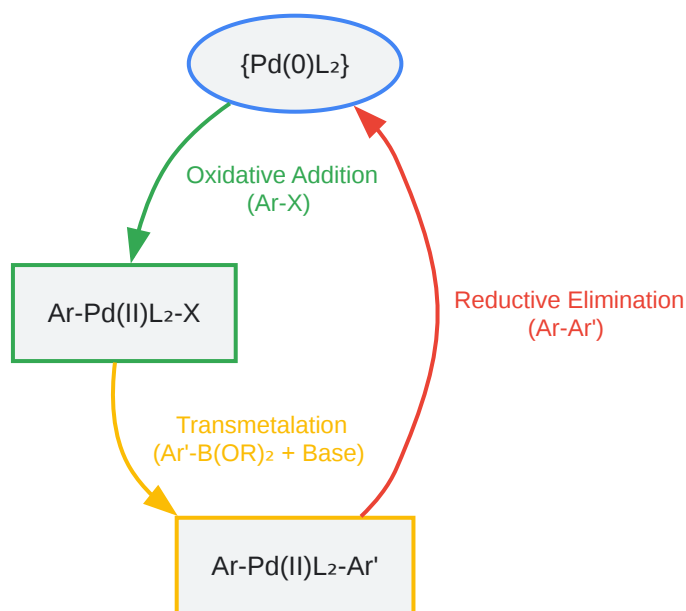 {Pd(0)L₂}
Oxidative Addition
(Ar-X)
Ar-Pd(II)L₂-X
Reductive Elimination
(Ar-Ar')
Transmetalation
(Ar'-B(OR)₂ + Base)
Ar-Pd(II)L₂-Ar'